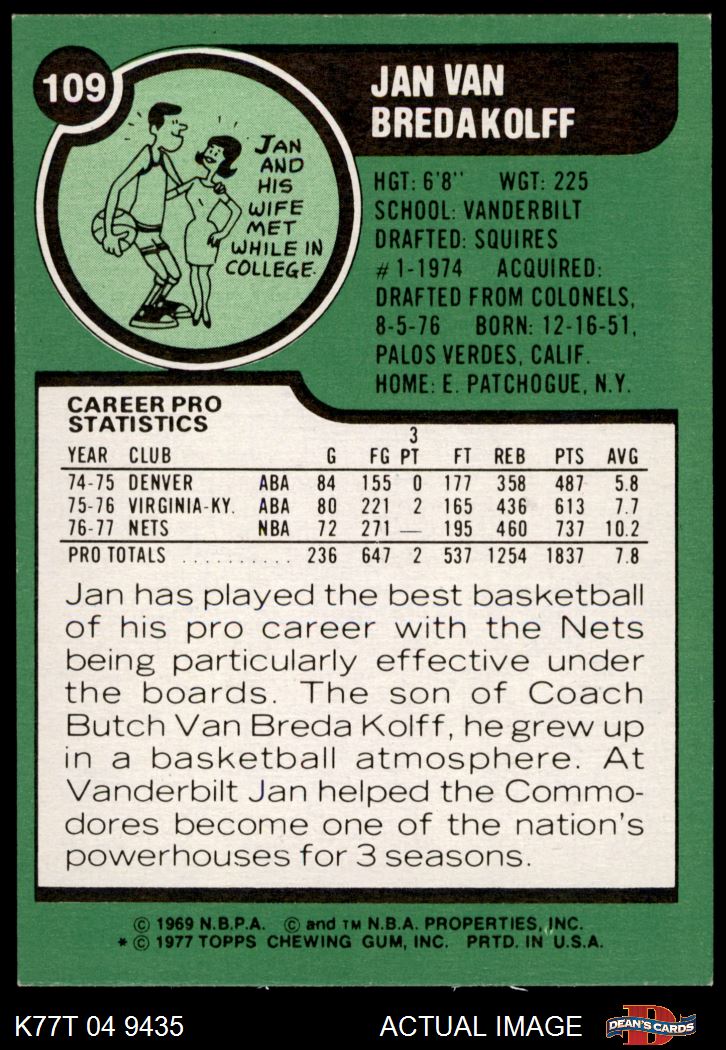 109
JAN VAN
BREDA KOLFF
JAN
AND
HIS
WIFE
MET
WHILE IN
COLLEGE.
HGT: 6'8" WGT: 225
SCHOOL: VANDERBILT
DRAFTED: SQUIRES
#1-1974 ACQUIRED:
DRAFTED FROM COLONELS,
8-5-76 BORN: 12-16-51,
PALOS VERDES, CALIF.
HOME: E. PATCHOGUE, N.Y.
CAREER PRO
STATISTICS
YEAR CLUB G FG 3 PT FT REB PTS AVG
74-75 DENVER ABA 84 155 0 177 358 487 5.8
75-76 VIRGINIA-KY. ABA 80 221 2 165 436 613 7.7
76-77 NETS NBA 72 271 — 195 460 737 10.2
PRO TOTALS .......... 236 647 2 537 1254 1837 7.8
Jan has played the best basketball
of his pro career with the Nets
being particularly effective under
the boards. The son of Coach
Butch Van Breda Kolff, he grew up
in a basketball atmosphere. At
Vanderbilt Jan helped the Commo-
dores become one of the nation's
powerhouses for 3 seasons.
© 1969 N.B.P.A. © and TM N.B.A. PROPERTIES, INC.
* © 1977 TOPPS CHEWING GUM, INC. PRTD. IN U.S.A.
K77T 04 9435 ACTUAL IMAGE
D
DEAN'S CARDS